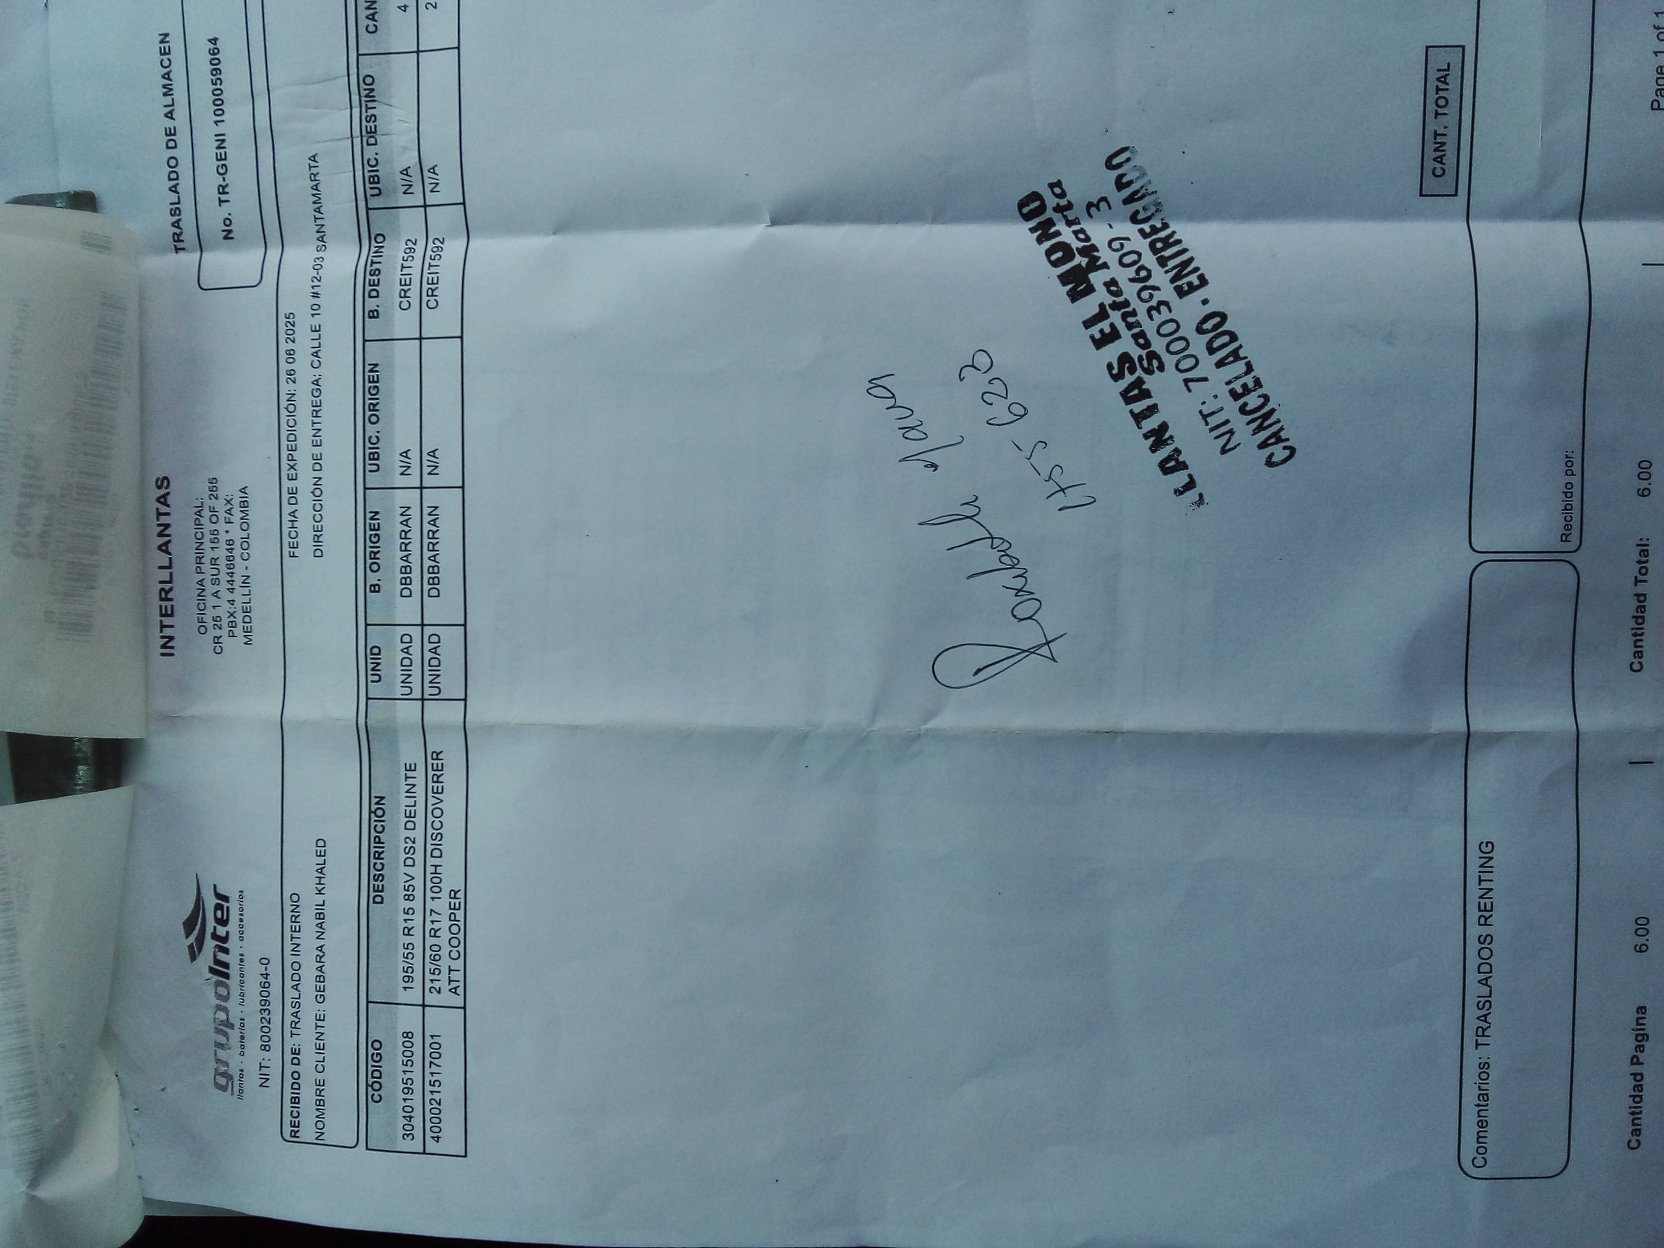 grupointer
llantas · baterías · lubricantes · accesorios
NIT: 800239064-0
INTERLLANTAS
OFICINA PRINCIPAL:
CR 25 1 A SUR 155 OF 255
PBX:4 4446646 * FAX:
MEDELLÍN - COLOMBIA
TRASLADO DE ALMACEN
No. TR-GENI 100059064
RECIBIDO DE: TRASLADO INTERNO
FECHA DE EXPEDICIÓN: 26 06 2025
NOMBRE CLIENTE: GEBARA NABIL KHALED
DIRECCIÓN DE ENTREGA: CALLE 10 #12-03 SANTAMARTA
CÓDIGO DESCRIPCIÓN UNID B. ORIGEN UBIC. ORIGEN B. DESTINO UBIC. DESTINO CAN
304019515008 195/55 R15 85V DS2 DELINTE UNIDAD DBBARRAN N/A CREIT592 N/A 4
400021517001 215/60 R17 100H DISCOVERER UNIDAD DBBARRAN N/A CREIT592 N/A 2
ATT COOPER
623
LLANTAS EL MONO
Santa Marta
NIT: 700039609-3
CANCELADO · ENTREGADO
CANT. TOTAL
Comentarios: TRASLADOS RENTING
Recibido por:
Cantidad Pagina 6.00 | Cantidad Total: 6.00 | Page 1 of 1